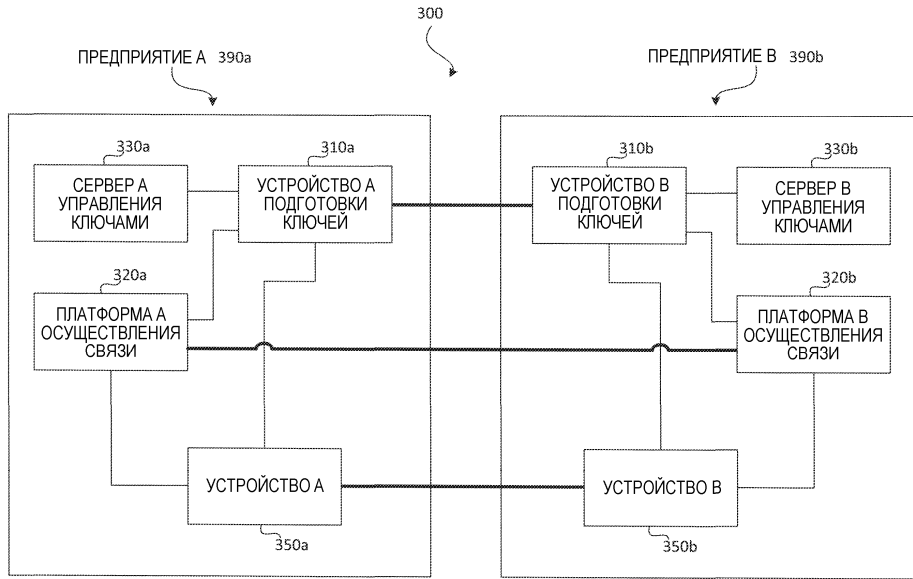 300
ПРЕДПРИЯТИЕ А 390a
ПРЕДПРИЯТИЕ В 390b
330a
СЕРВЕР А
УПРАВЛЕНИЯ
КЛЮЧАМИ
310a
УСТРОЙСТВО А
ПОДГОТОВКИ
КЛЮЧЕЙ
310b
УСТРОЙСТВО В
ПОДГОТОВКИ
КЛЮЧЕЙ
330b
СЕРВЕР В
УПРАВЛЕНИЯ
КЛЮЧАМИ
320a
ПЛАТФОРМА А
ОСУЩЕСТВЛЕНИЯ
СВЯЗИ
320b
ПЛАТФОРМА В
ОСУЩЕСТВЛЕНИЯ
СВЯЗИ
УСТРОЙСТВО А
350a
УСТРОЙСТВО В
350b